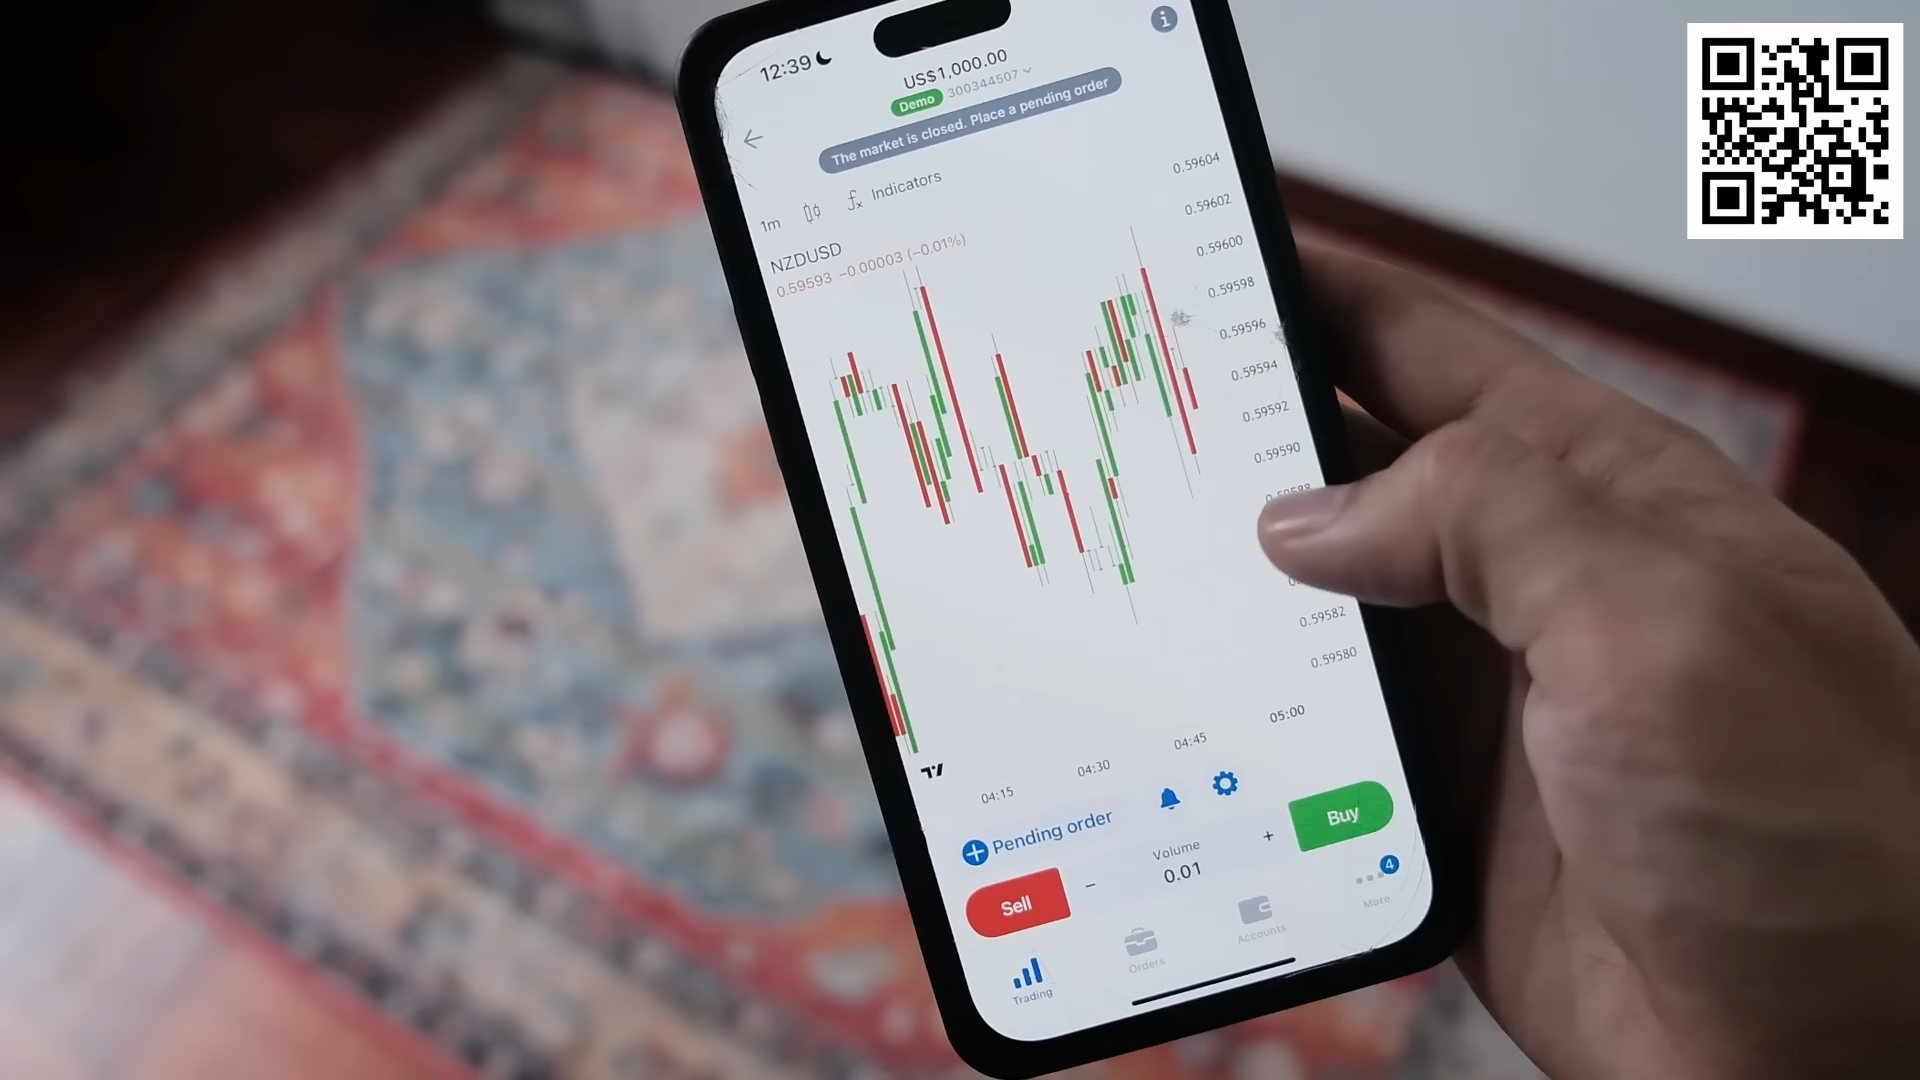 12:39
US$1,000.00
Demo 300344507
The market is closed. Place a pending order
1m
Indicators
NZDUSD
0.59593 −0.00003 (−0.01%)
0.59604
0.59602
0.59600
0.59598
0.59596
0.59594
0.59592
0.59590
0.59588
0.59582
0.59580
04:15
04:30
04:45
05:00
Pending order
Sell
−
Volume
0.01
+
Buy
Trading
Orders
Accounts
More
4